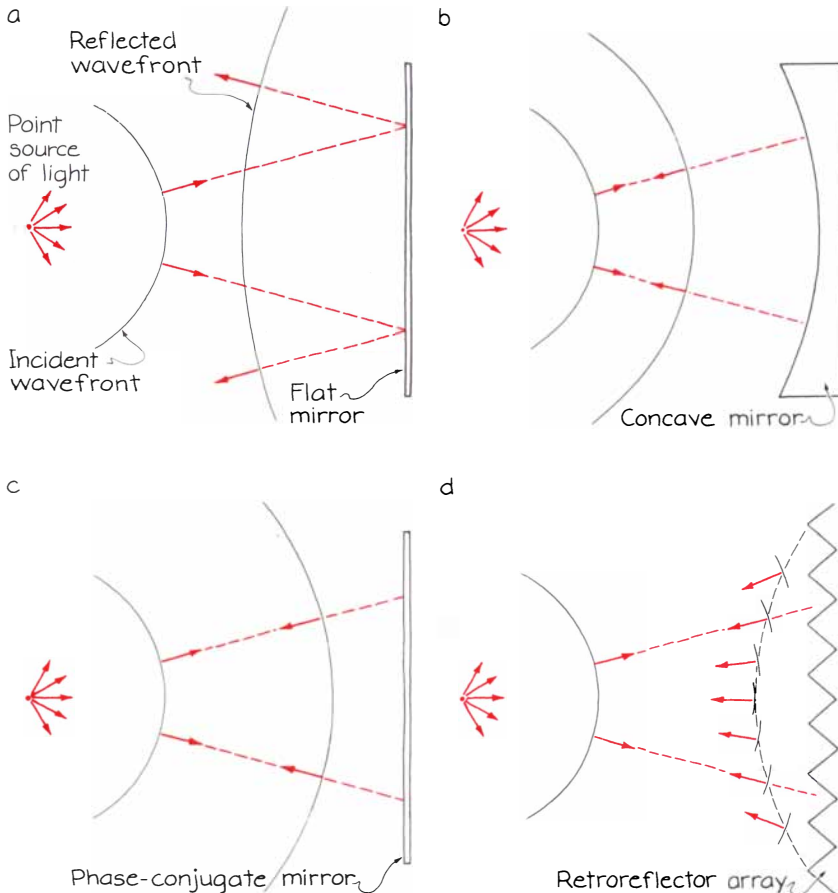 a
Reflected
wavefront
Point
source
of light
Incident
wavefront
Flat
mirror
b
Concave mirror
c
Phase-conjugate mirror
d
Retroreflector array